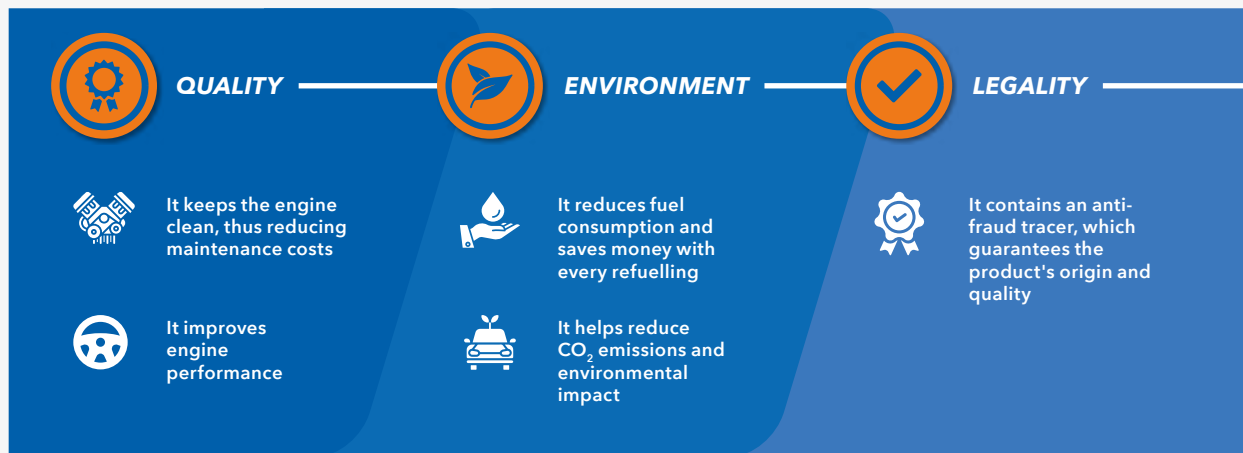 QUALITY
It keeps the engine
clean, thus reducing
maintenance costs
It improves
engine
performance
ENVIRONMENT
It reduces fuel
consumption and
saves money with
every refuelling
It helps reduce
CO₂ emissions and
environmental
impact
LEGALITY
It contains an anti-
fraud tracer, which
guarantees the
product's origin and
quality